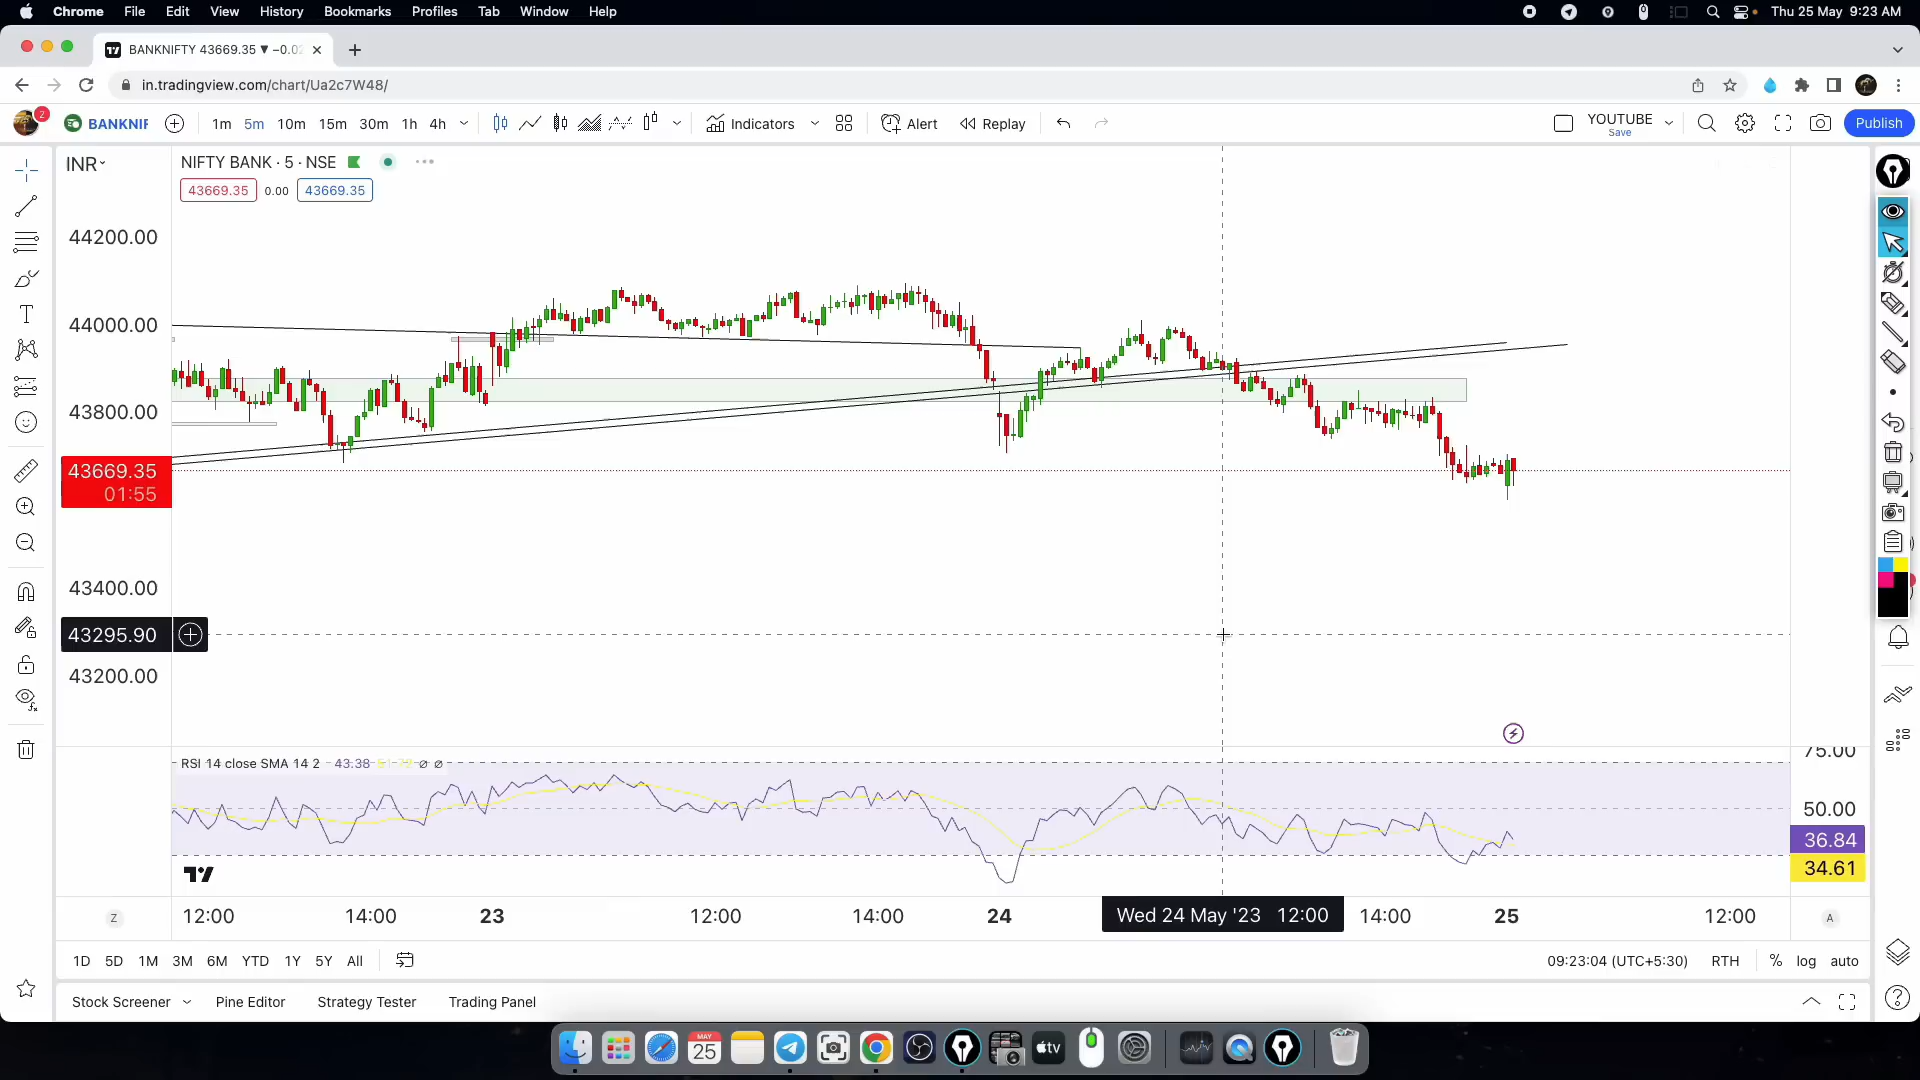 Chrome File Edit View History Bookmarks Profiles Tab Window Help Thu 25 May 9:23 AM
BANKNIFTY 43669.35 ▼ −0.02
in.tradingview.com/chart/Ua2c7W48/
2 BANKNIF 1m 5m 10m 15m 30m 1h 4h Indicators Alert Replay YOUTUBE Publish
Save
INR NIFTY BANK · 5 · NSE
43669.35 0.00 43669.35
44200.00
44000.00
43800.00
43669.35
01:55
43400.00
43295.90
43200.00
RSI 14 close SMA 14 2 43.38 ∅ ∅
75.00
50.00
36.84
34.61
Z 12:00 14:00 23 12:00 14:00 24 Wed 24 May '23 12:00 14:00 25 12:00 A
1D 5D 1M 3M 6M YTD 1Y 5Y All 09:23:04 (UTC+5:30) RTH % log auto
Stock Screener Pine Editor Strategy Tester Trading Panel
MAY
25
tv